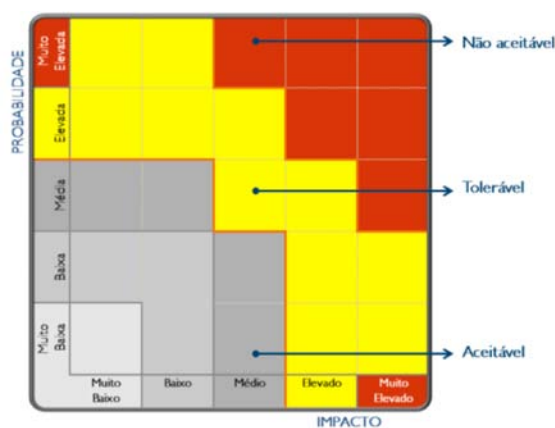 PROBABILIDADE
Muito
Elevada
Elevada
Média
Baixa
Muito
Baixa
Não aceitável
Tolerável
Aceitável
Muito
Baixo
Baixo
Médio
Elevado
Muito
Elevado
IMPACTO